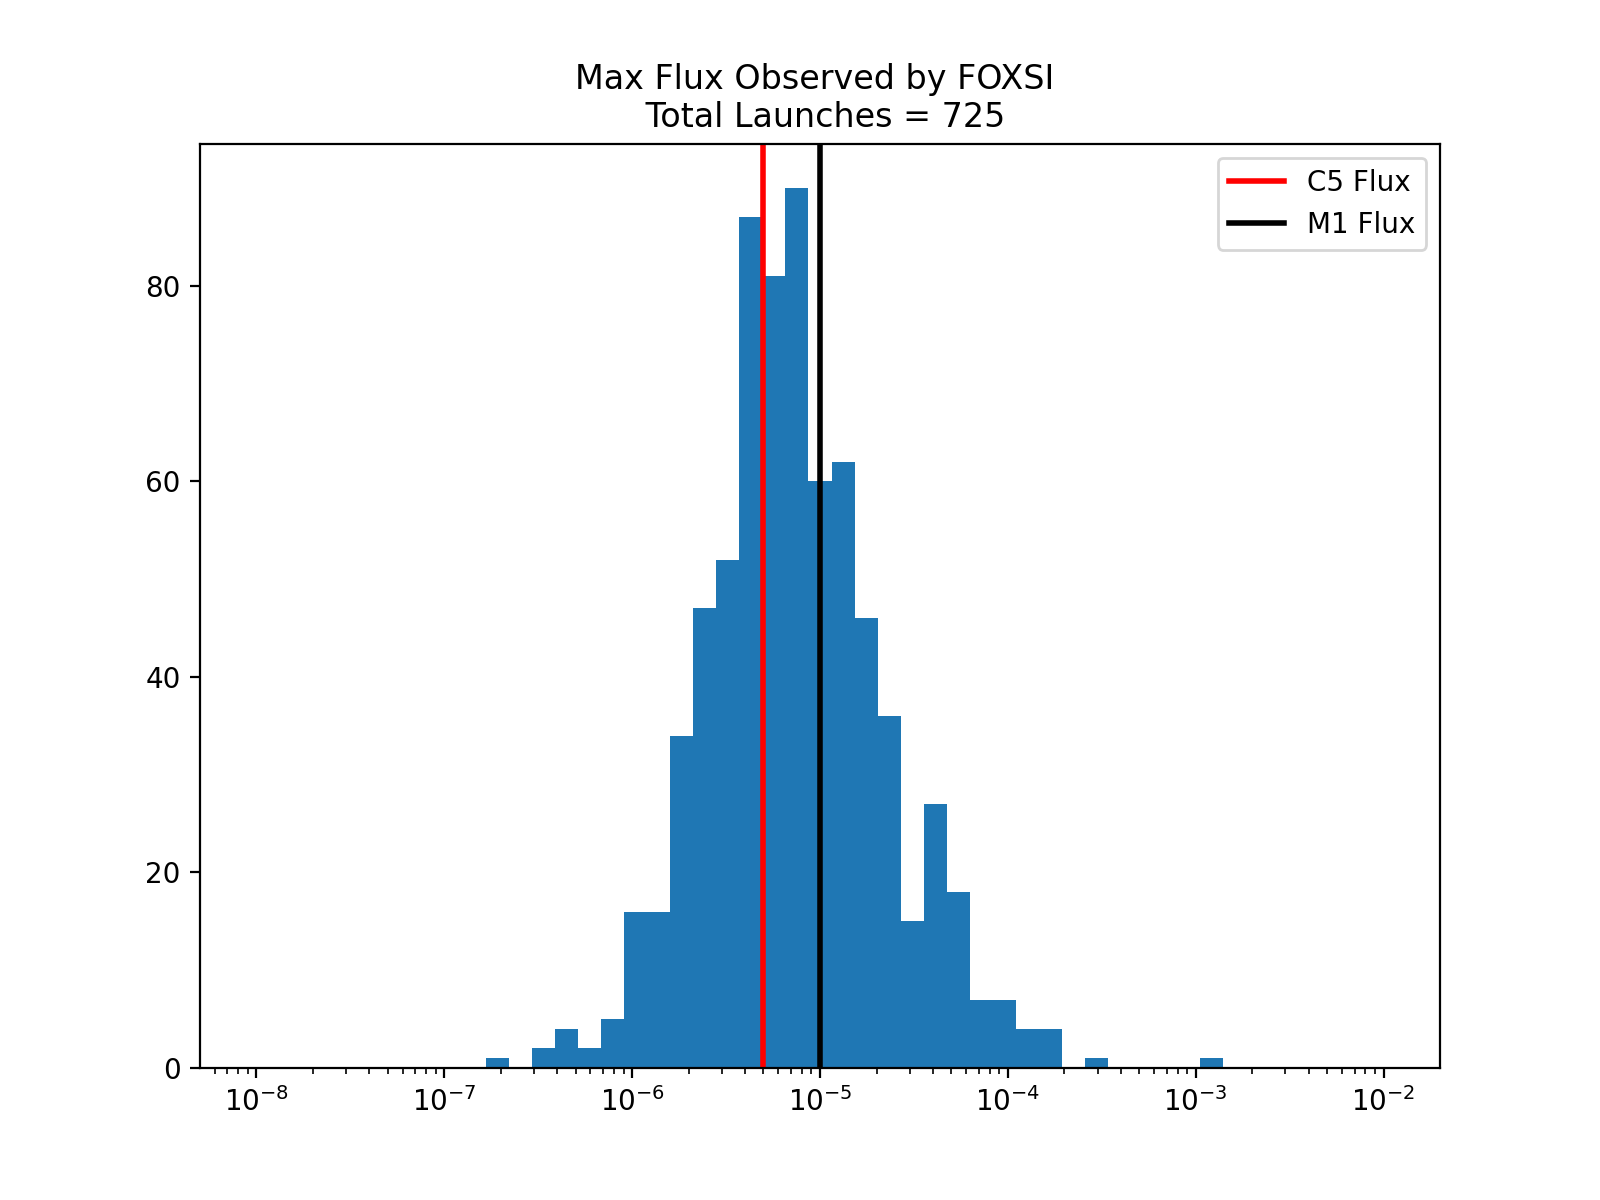 Max Flux Observed by FOXSI
Total Launches = 725
C5 Flux
M1 Flux
80
60
40
20
0
10⁻⁸ 10⁻⁷ 10⁻⁶ 10⁻⁵ 10⁻⁴ 10⁻³ 10⁻²